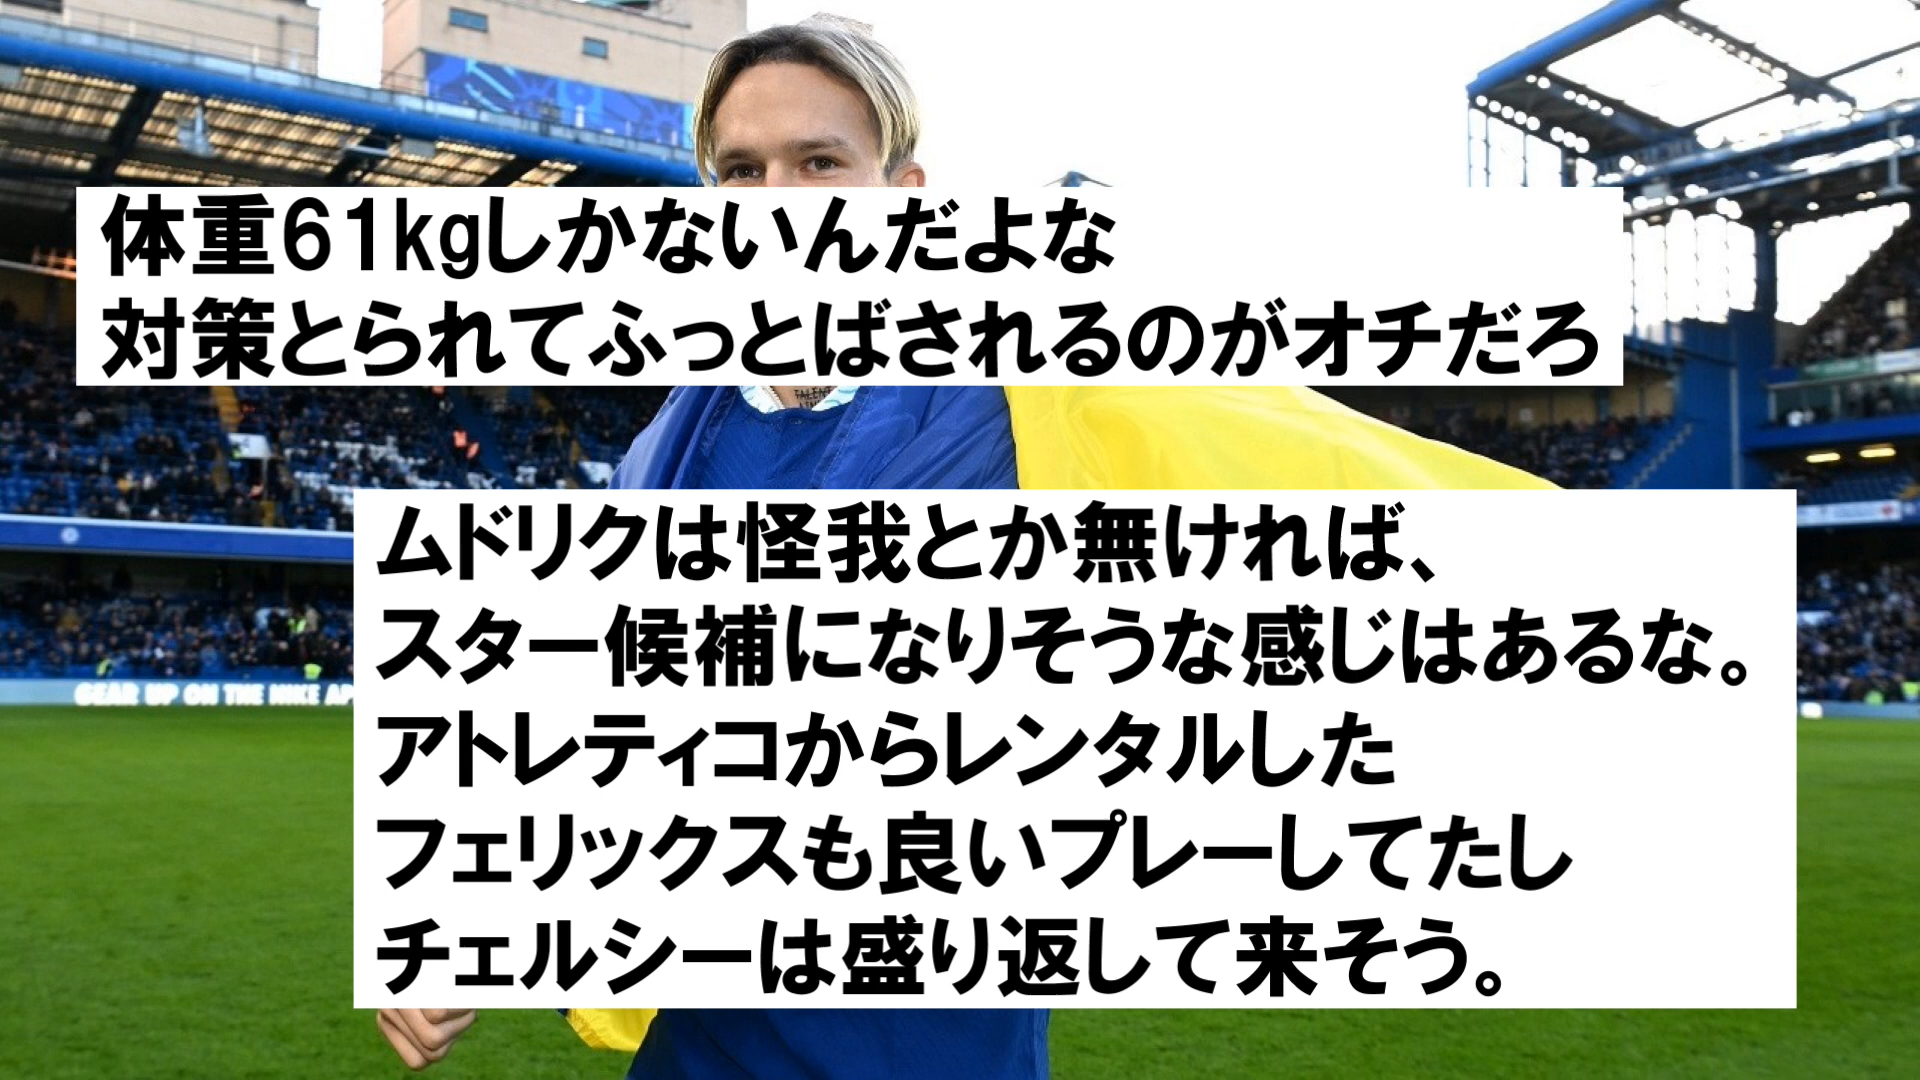 体重61kgしかないんだよな
対策とられてふっとばされるのがオチだろ
TALENT
ムドリクは怪我とか無ければ、
スター候補になりそうな感じはあるな。
アトレティコからレンタルした
フェリックスも良いプレーしてたし
チェルシーは盛り返して来そう。
GEAR UP ON THE NIKE AP